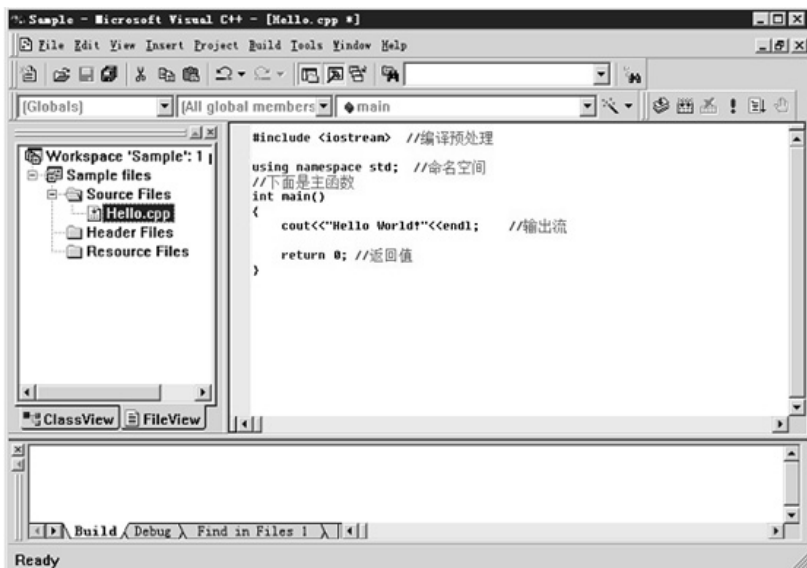 Sample - Microsoft Visual C++ - [Hello.cpp *]
File Edit View Insert Project Build Tools Window Help
(Globals) (All global members main
Workspace 'Sample': 1
Sample files
Source Files
Hello.cpp
Header Files
Resource Files
ClassView FileView
#include <iostream> //编译预处理
using namespace std; //命名空间
//下面是主函数
int main()
{
cout<<"Hello World!"<<endl; //输出流
return 0; //返回值
}
Build Debug Find in Files 1
Ready